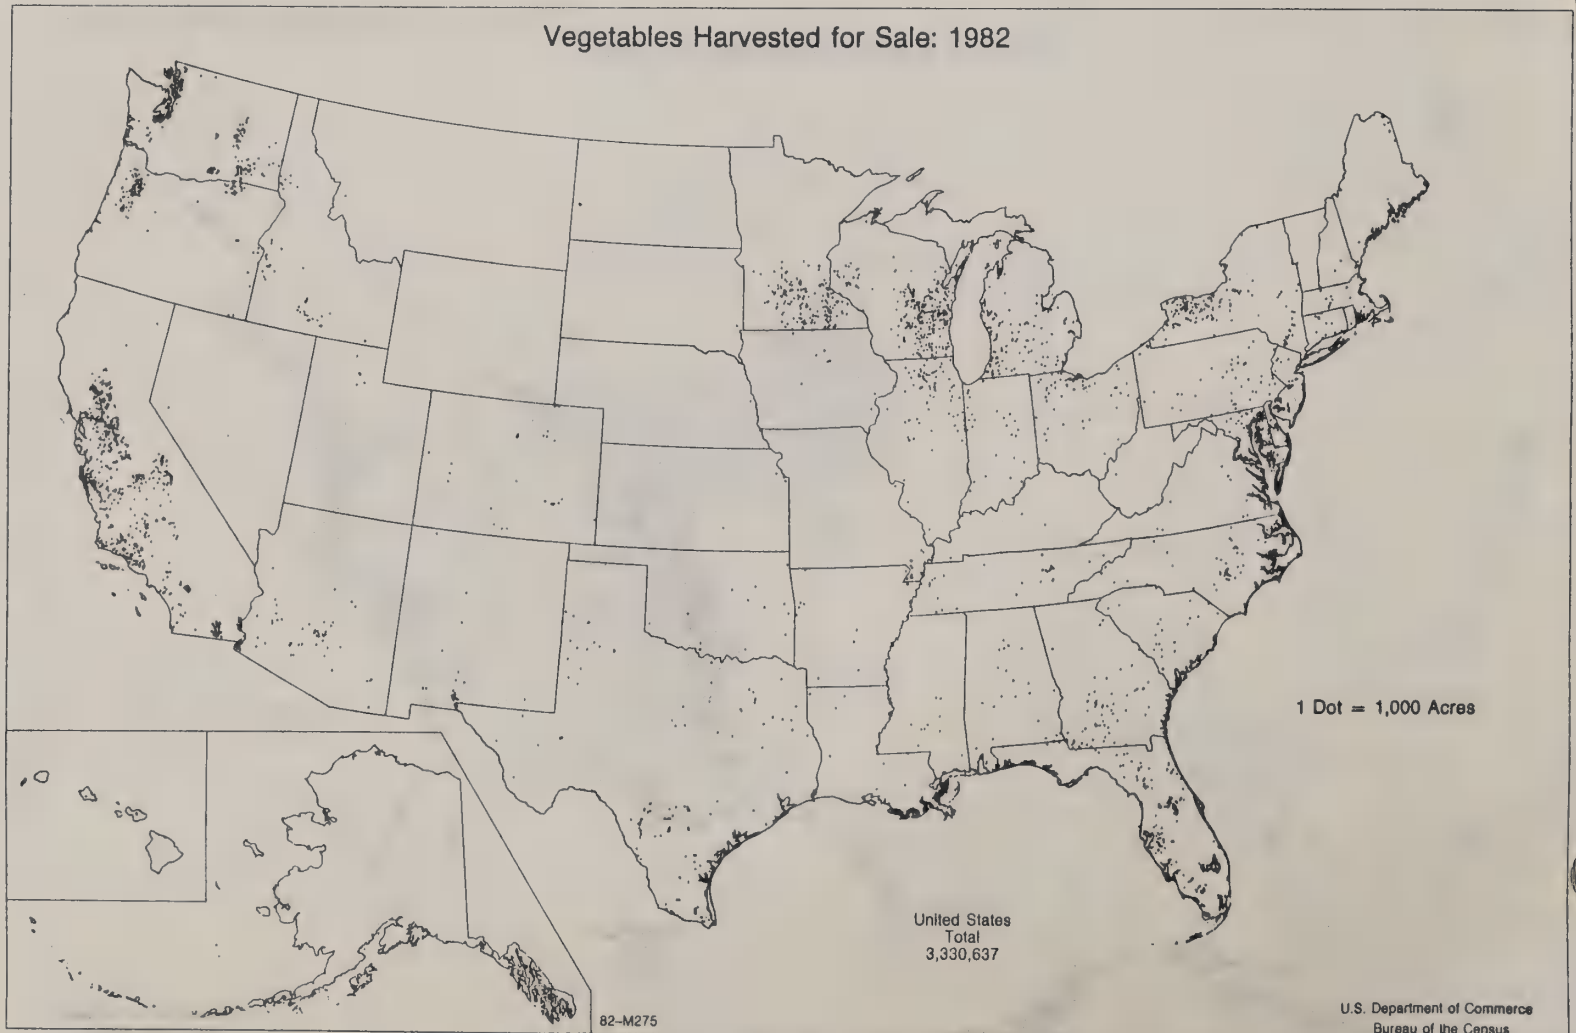 Vegetables Harvested for Sale: 1982
1 Dot = 1,000 Acres
United States
Total
3,330,637
82-M275
U.S. Department of Commerce
Bureau of the Census